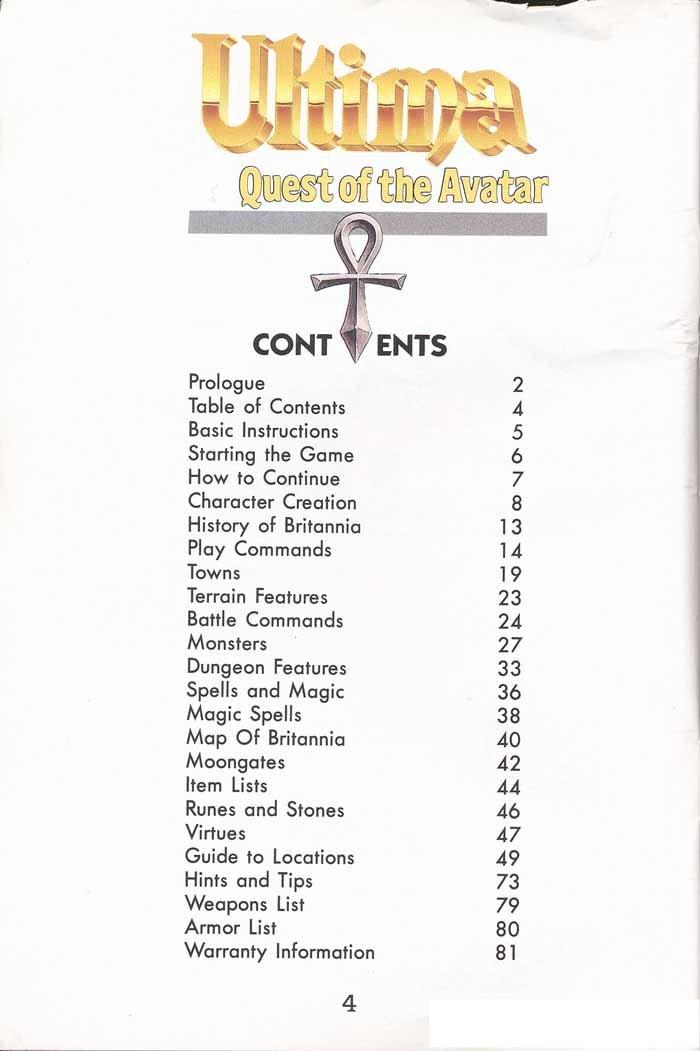 Ultima
Quest of the Avatar
CONTENTS
Prologue 2
Table of Contents 4
Basic Instructions 5
Starting the Game 6
How to Continue 7
Character Creation 8
History of Britannia 13
Play Commands 14
Towns 19
Terrain Features 23
Battle Commands 24
Monsters 27
Dungeon Features 33
Spells and Magic 36
Magic Spells 38
Map Of Britannia 40
Moongates 42
Item Lists 44
Runes and Stones 46
Virtues 47
Guide to Locations 49
Hints and Tips 73
Weapons List 79
Armor List 80
Warranty Information 81
4